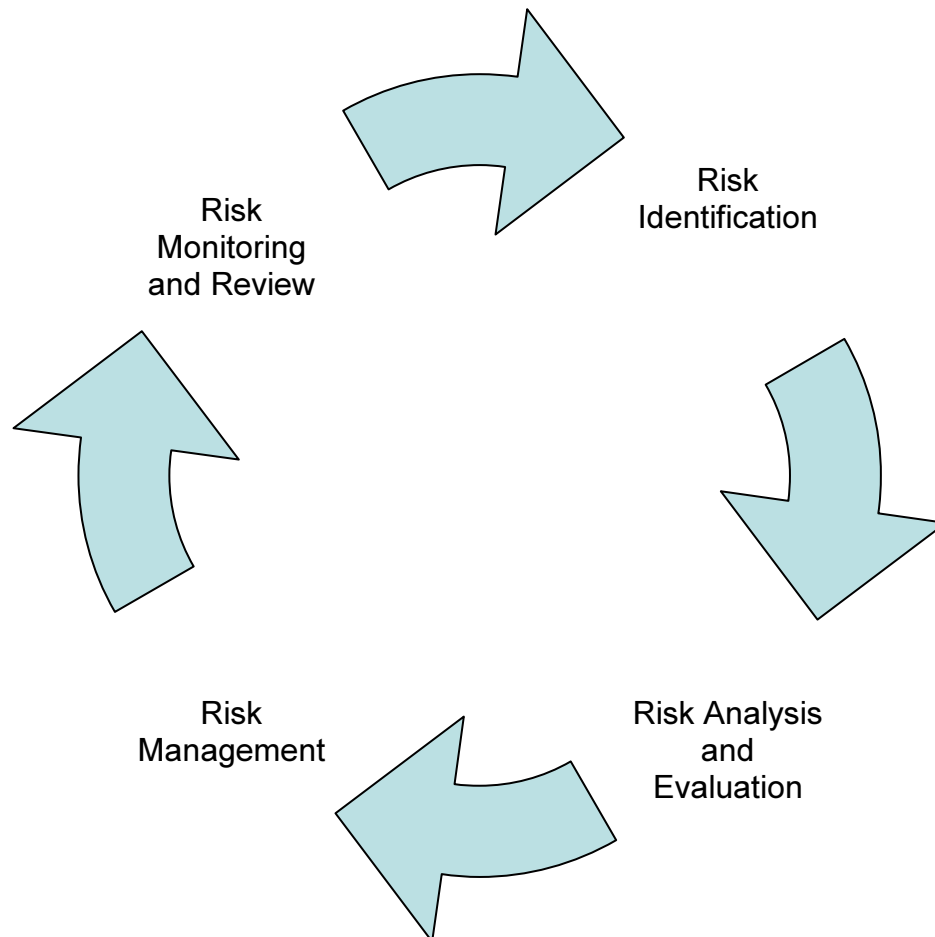 Risk
Identification
Risk
Monitoring
and Review
Risk
Management
Risk Analysis
and
Evaluation